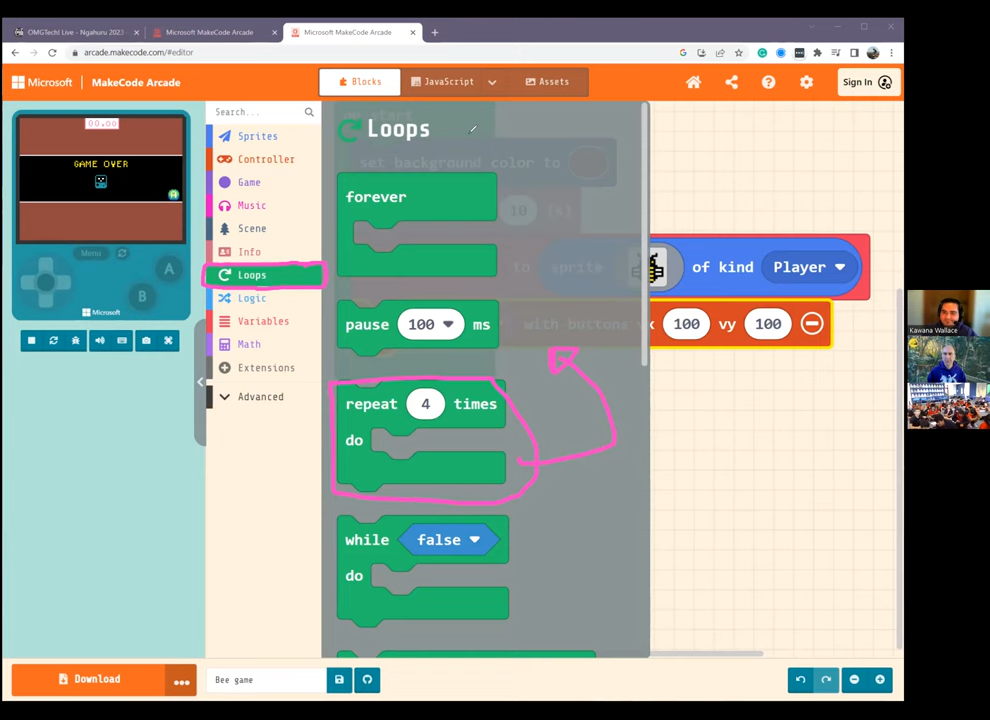 OMGTech! Live - Ngahuru 2023
Microsoft MakeCode Arcade
Microsoft MakeCode Arcade
arcade.makecode.com/#editor
Microsoft
MakeCode Arcade
Blocks
JavaScript
Assets
Sign In
00.00
GAME OVER
Menu
A
B
Microsoft
Search...
Sprites
Controller
Game
Music
Scene
Info
Loops
Logic
Variables
Math
Extensions
Advanced
Loops
forever
pause 100 ms
repeat 4 times
do
while false
do
set background color to
10 (s)
to sprite of kind Player
with buttons vx 100 vy 100
Kawana Wallace
Download
Bee game